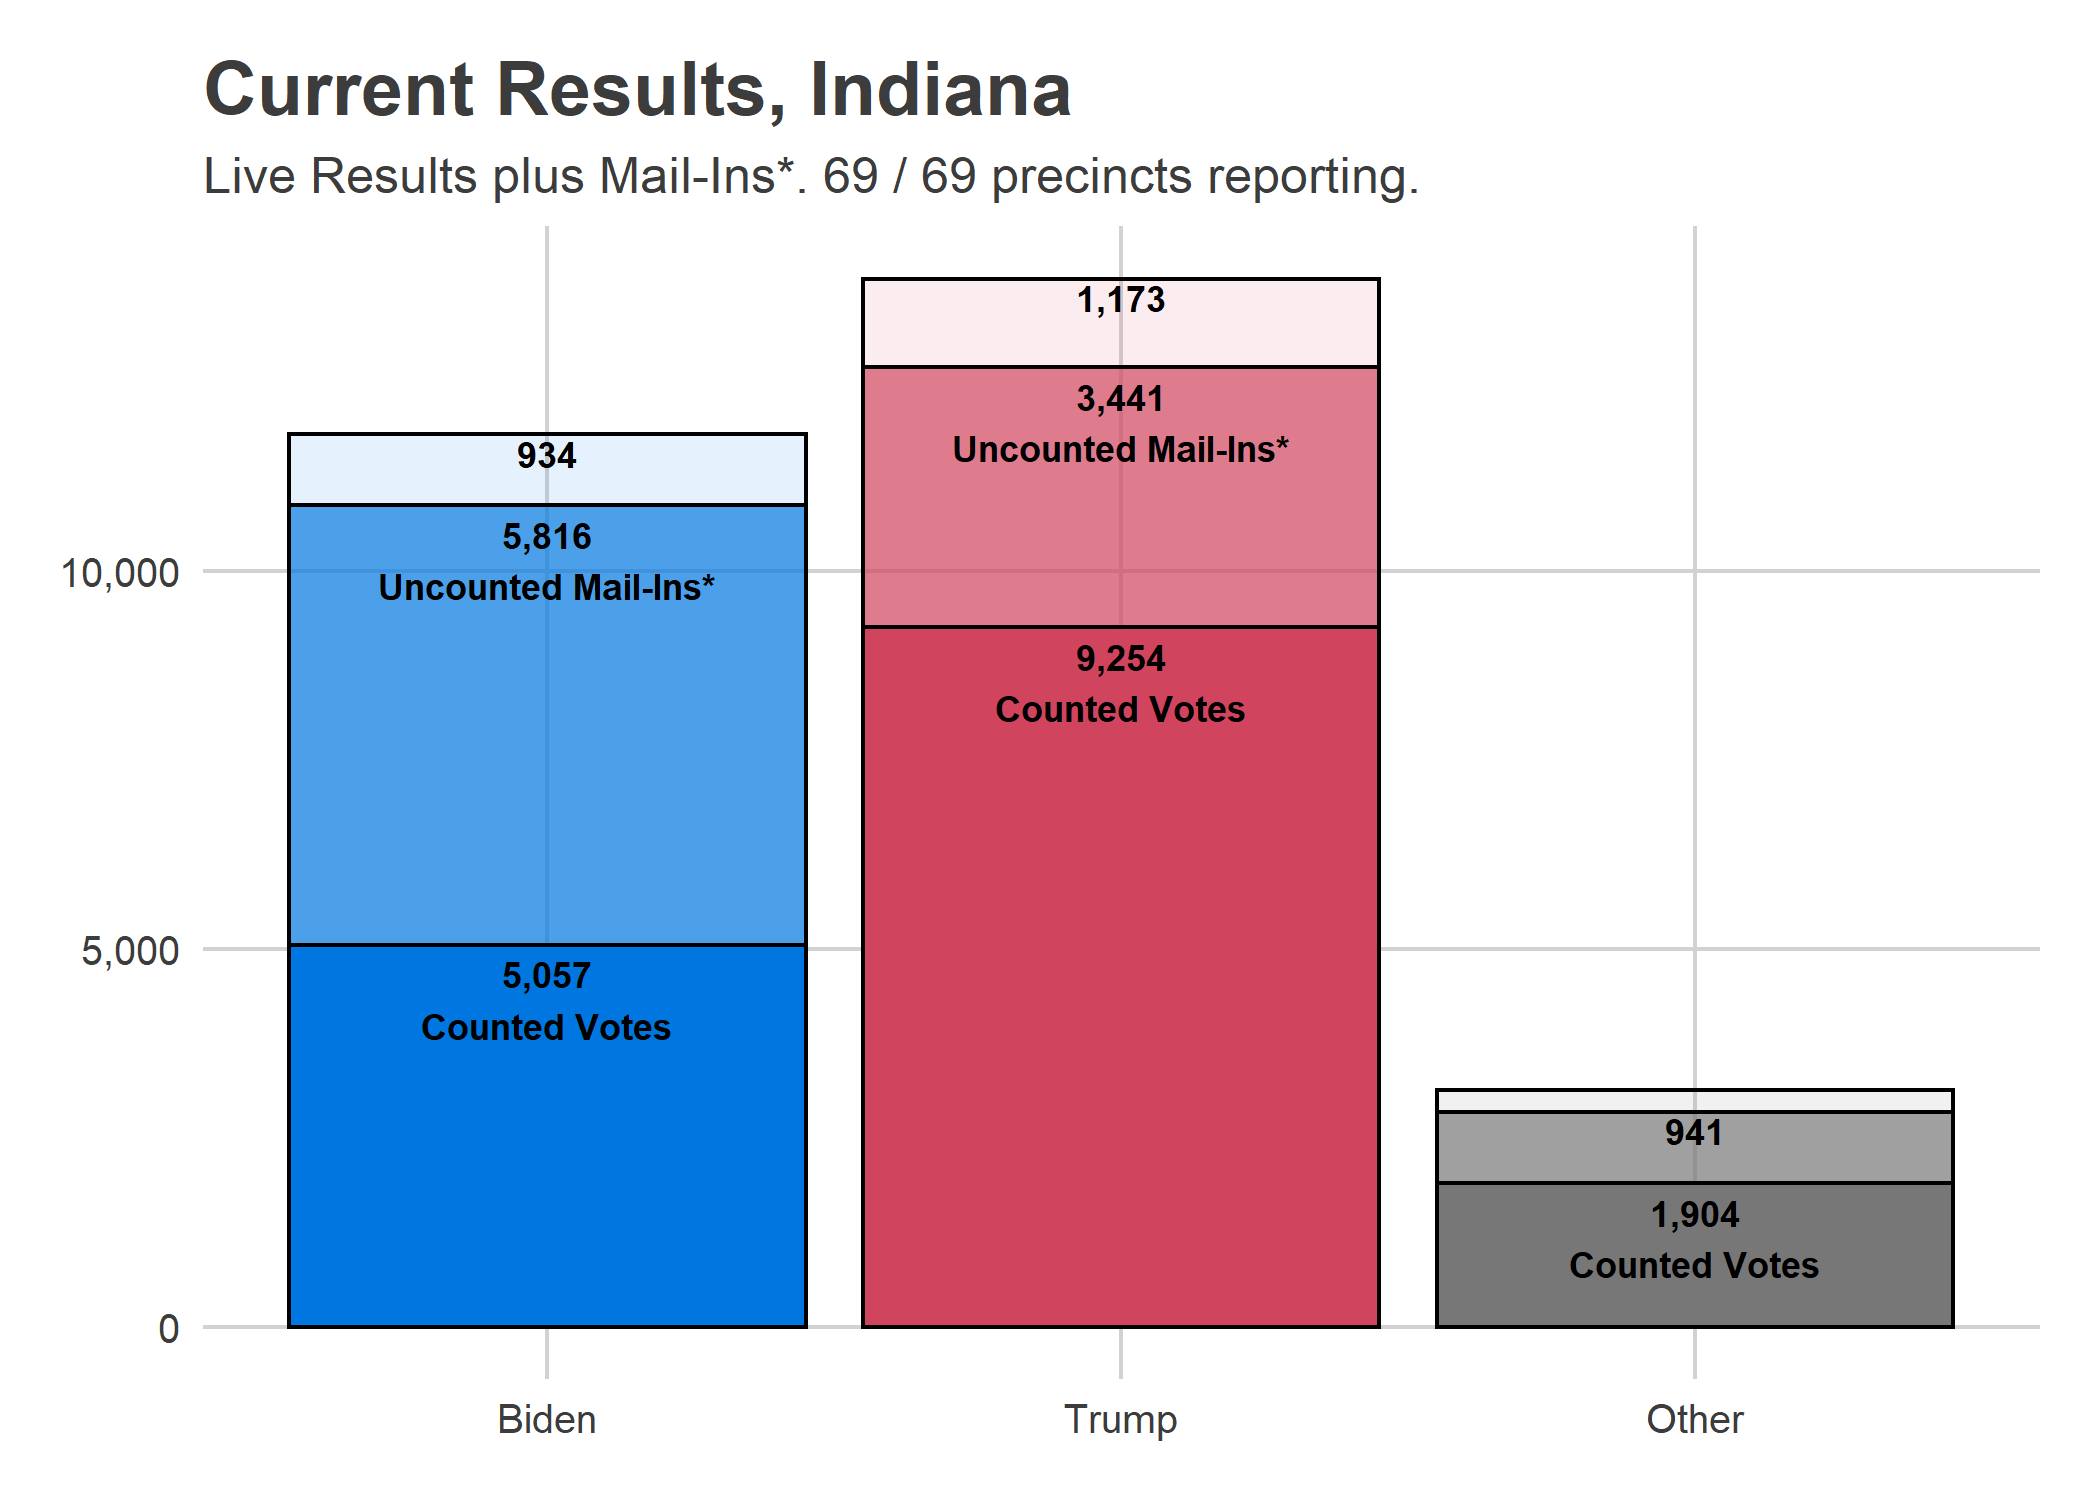 Current Results, Indiana
Live Results plus Mail-Ins*. 69 / 69 precincts reporting.
1,173
3,441
Uncounted Mail-Ins*
934
5,816
Uncounted Mail-Ins*
10,000
9,254
Counted Votes
5,000
5,057
Counted Votes
941
1,904
Counted Votes
0
Biden
Trump
Other